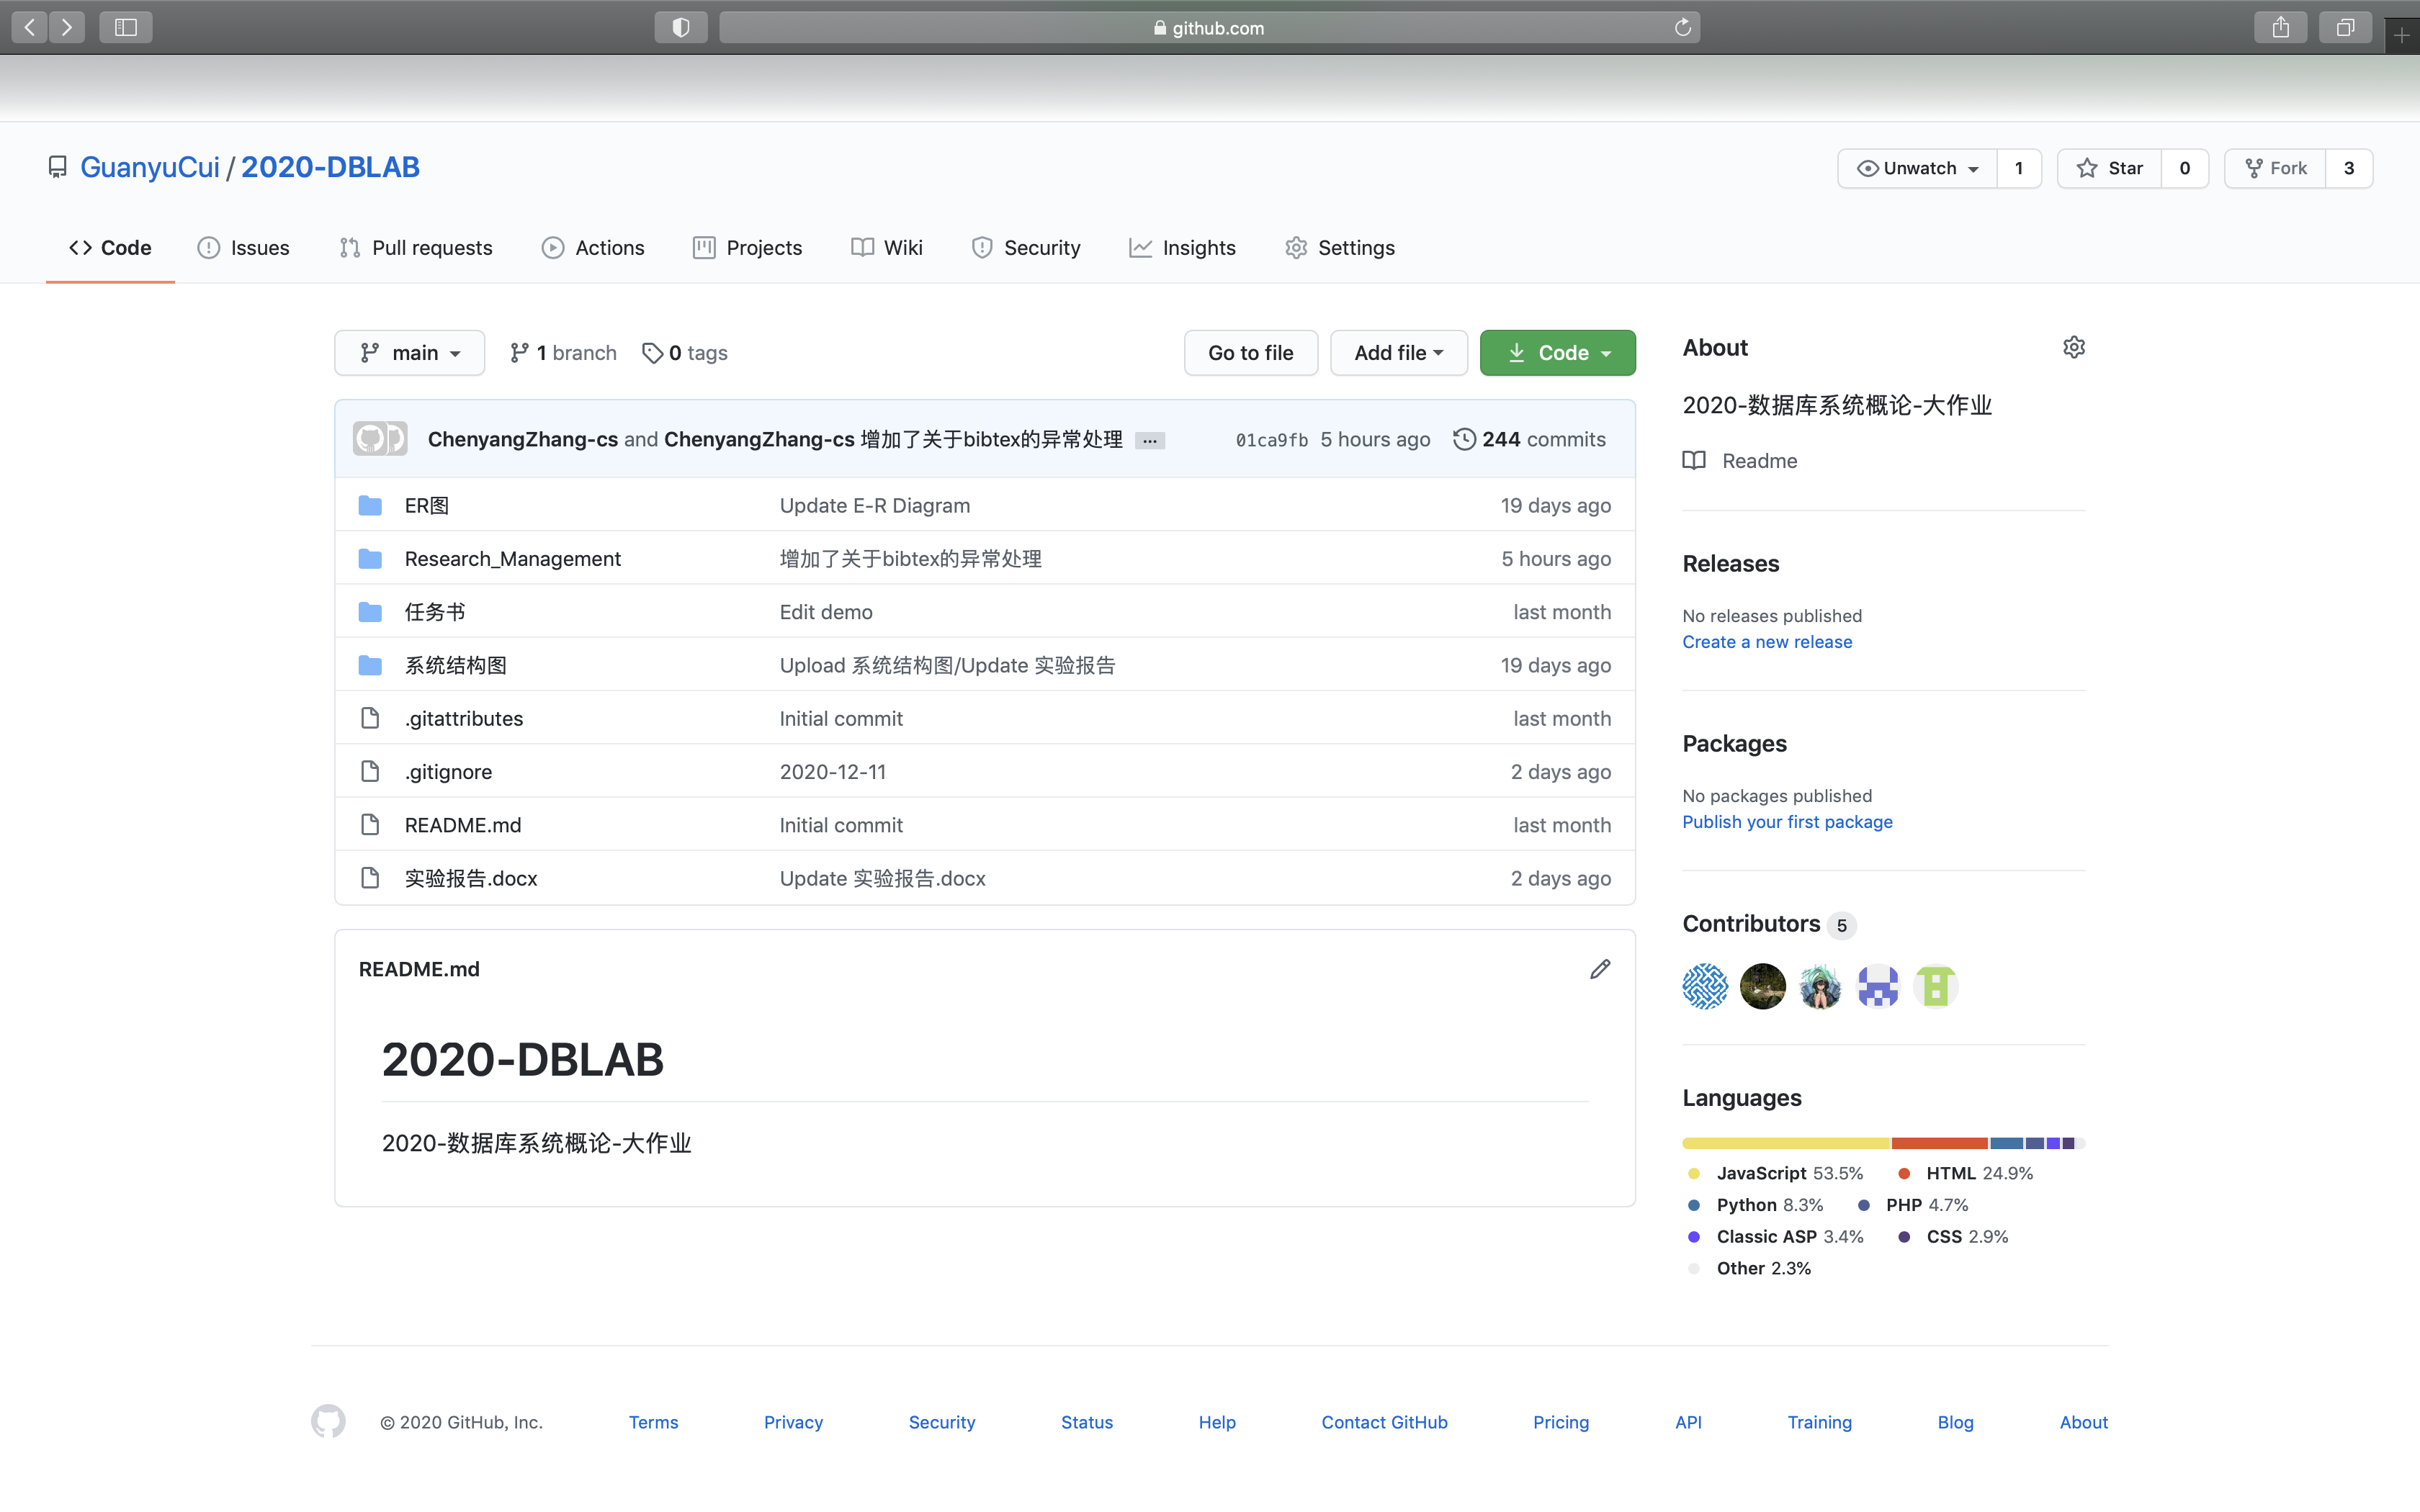 github.com
GuanyuCui / 2020-DBLAB
Unwatch 1 Star 0 Fork 3
Code Issues Pull requests Actions Projects Wiki Security Insights Settings
main 1 branch 0 tags Go to file Add file Code
ChenyangZhang-cs and ChenyangZhang-cs 增加了关于bibtex的异常处理 ... 01ca9fb 5 hours ago 244 commits
ER图 Update E-R Diagram 19 days ago
Research_Management 增加了关于bibtex的异常处理 5 hours ago
任务书 Edit demo last month
系统结构图 Upload 系统结构图/Update 实验报告 19 days ago
.gitattributes Initial commit last month
.gitignore 2020-12-11 2 days ago
README.md Initial commit last month
实验报告.docx Update 实验报告.docx 2 days ago
README.md
2020-DBLAB
2020-数据库系统概论-大作业
About
2020-数据库系统概论-大作业
Readme
Releases
No releases published
Create a new release
Packages
No packages published
Publish your first package
Contributors 5
Languages
JavaScript 53.5% HTML 24.9%
Python 8.3% PHP 4.7%
Classic ASP 3.4% CSS 2.9%
Other 2.3%
© 2020 GitHub, Inc. Terms Privacy Security Status Help Contact GitHub Pricing API Training Blog About